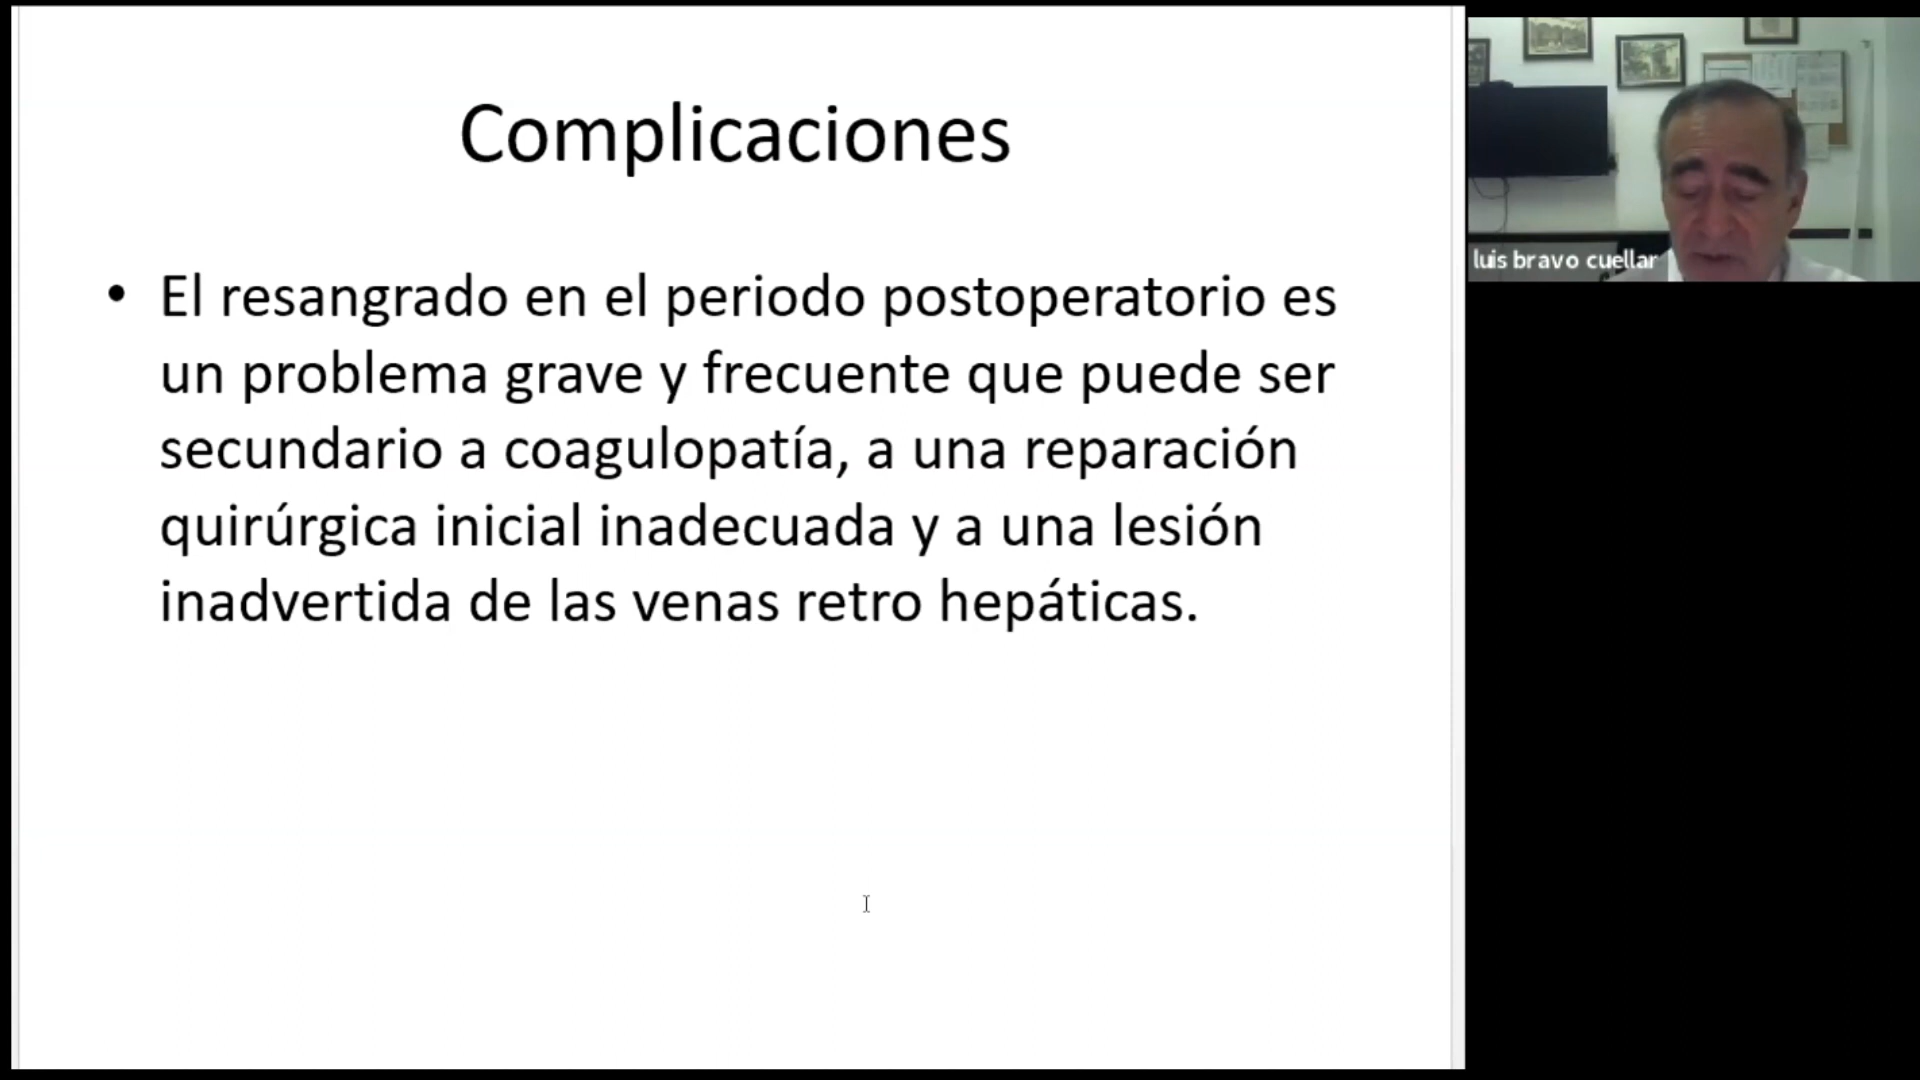 Complicaciones
• El resangrado en el periodo postoperatorio es
un problema grave y frecuente que puede ser
secundario a coagulopatía, a una reparación
quirúrgica inicial inadecuada y a una lesión
inadvertida de las venas retro hepáticas.
luis bravo cuellar